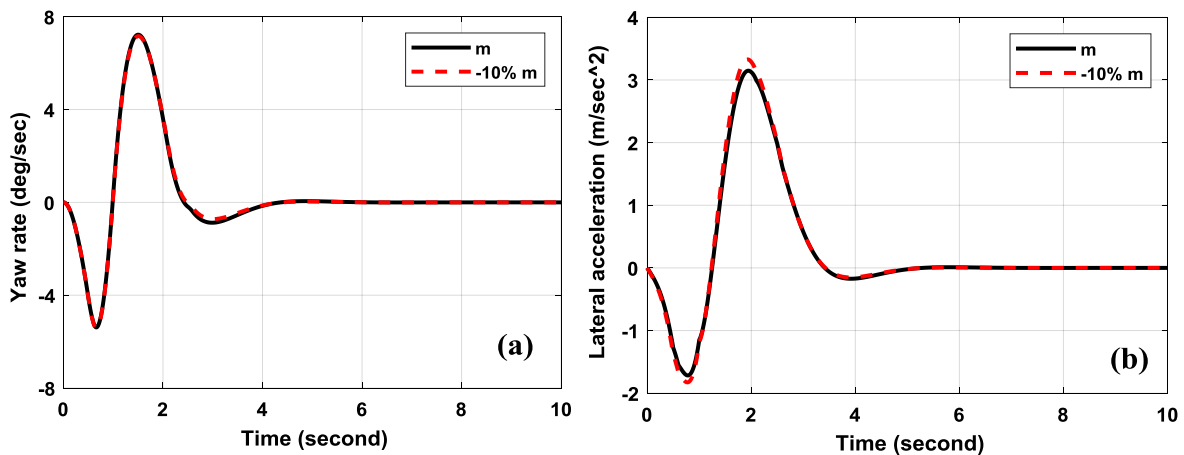 8
4
0
-4
-8
Yaw rate (deg/sec)
m
-10% m
(a)
0 2 4 6 8 10
Time (second)
4
3
2
1
0
-1
-2
Lateral acceleration (m/sec^2)
m
-10% m
(b)
0 2 4 6 8 10
Time (second)